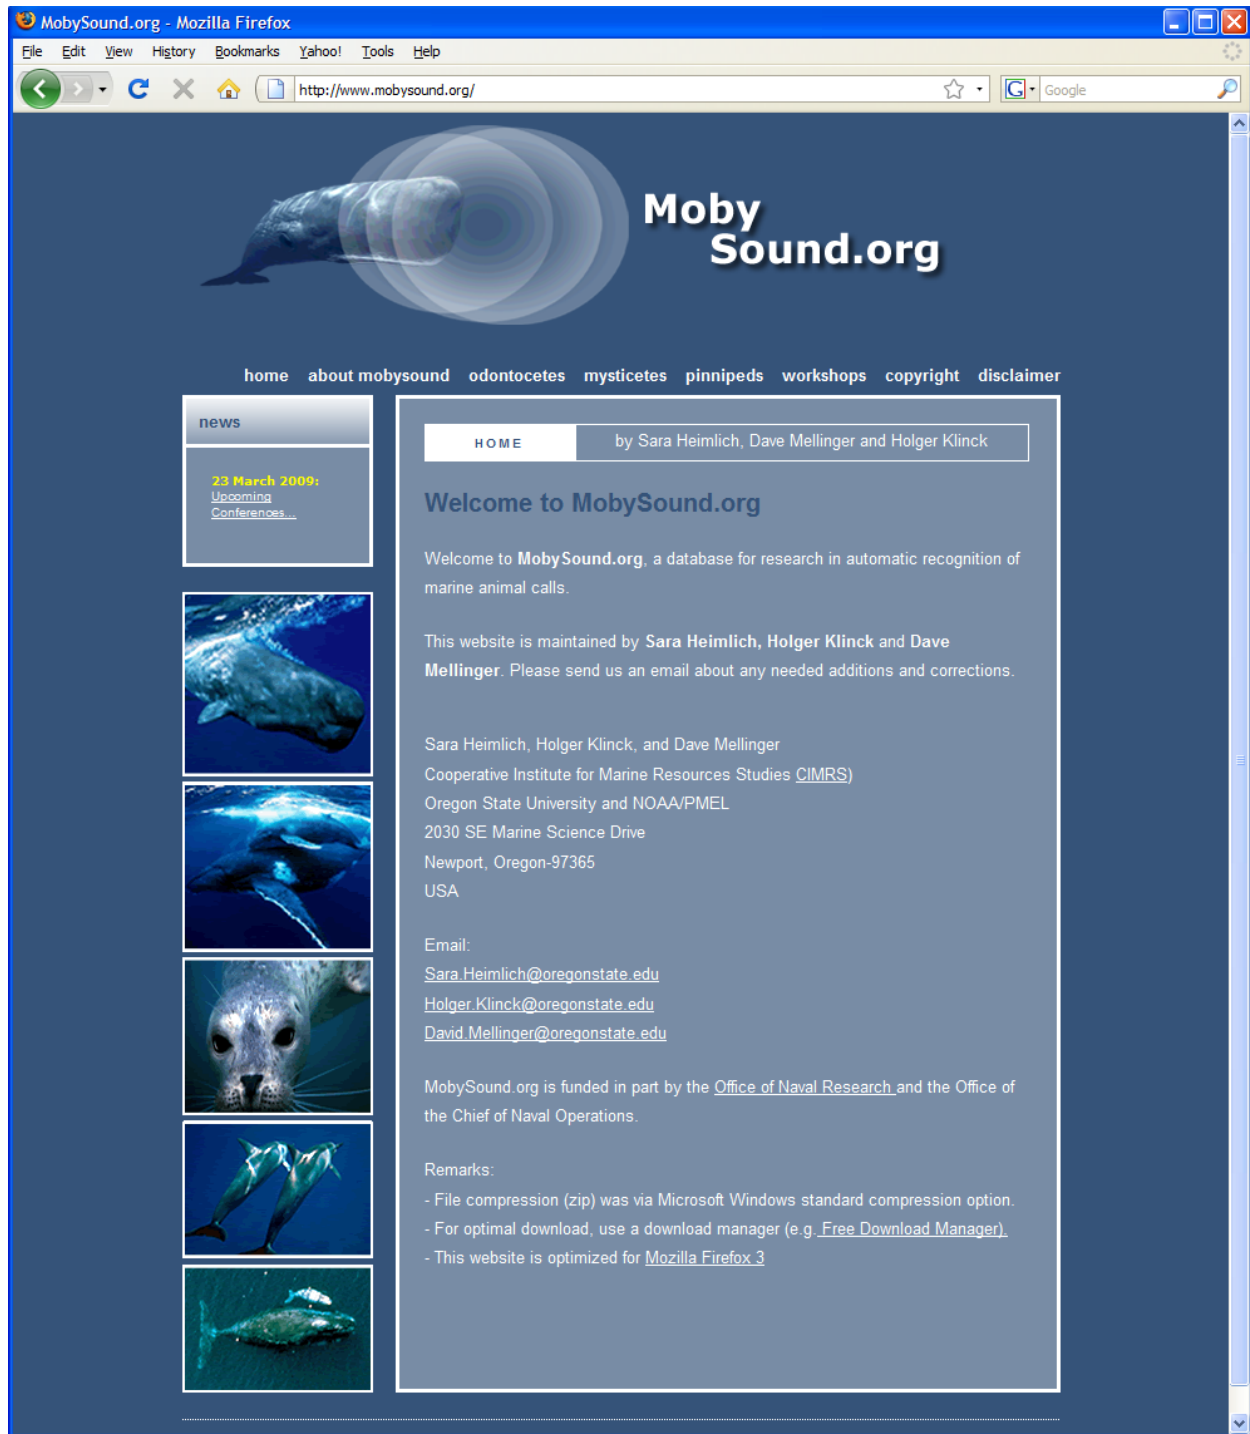 MobySound.org - Mozilla Firefox
File Edit View History Bookmarks Yahoo! Tools Help
http://www.mobysound.org/ G Google
Moby
Sound.org
home about mobysound odontocetes mysticetes pinnipeds workshops copyright disclaimer
news
23 March 2009:
Upcoming
Conferences...
HOME by Sara Heimlich, Dave Mellinger and Holger Klinck
Welcome to MobySound.org
Welcome to MobySound.org, a database for research in automatic recognition of
marine animal calls.
This website is maintained by Sara Heimlich, Holger Klinck and Dave
Mellinger. Please send us an email about any needed additions and corrections.
Sara Heimlich, Holger Klinck, and Dave Mellinger
Cooperative Institute for Marine Resources Studies CIMRS)
Oregon State University and NOAA/PMEL
2030 SE Marine Science Drive
Newport, Oregon-97365
USA
Email:
Sara.Heimlich@oregonstate.edu
Holger.Klinck@oregonstate.edu
David.Mellinger@oregonstate.edu
MobySound.org is funded in part by the Office of Naval Research and the Office of
the Chief of Naval Operations.
Remarks:
- File compression (zip) was via Microsoft Windows standard compression option.
- For optimal download, use a download manager (e.g. Free Download Manager).
- This website is optimized for Mozilla Firefox 3